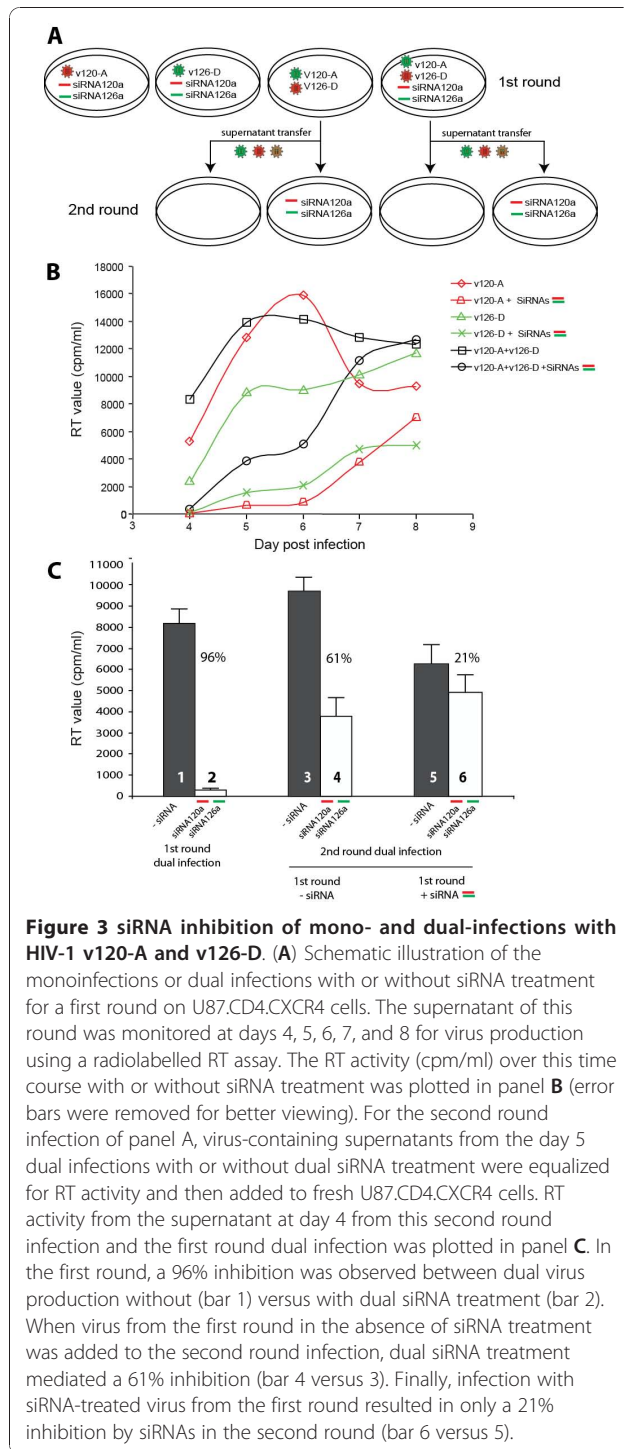 A
v120-A
siRNA120a
siRNA126a
v126-D
siRNA120a
siRNA126a
V120-A
V126-D
v120-A
v126-D
siRNA120a
siRNA126a
1st round
supernatant transfer
supernatant transfer
2nd round
siRNA120a
siRNA126a
siRNA120a
siRNA126a
B
18000
16000
14000
12000
10000
8000
6000
4000
2000
0
RT value (cpm/ml)
3
4
5
6
7
8
9
Day post infection
v120-A
v120-A + SiRNAs
v126-D
v126-D + SiRNAs
v120-A+v126-D
v120-A+v126-D +SiRNAs
C
11000
10000
9000
8000
7000
6000
5000
4000
3000
2000
1000
0
RT value (cpm/ml)
96%
61%
21%
1
2
3
4
5
6
- siRNA
siRNA120a
siRNA126a
- siRNA
siRNA120a
siRNA126a
- siRNA
siRNA120a
siRNA126a
1st round
dual infection
2nd round dual infection
1st round
- siRNA
1st round
+ siRNA
Figure 3 siRNA inhibition of mono- and dual-infections with
HIV-1 v120-A and v126-D. (A) Schematic illustration of the
monoinfections or dual infections with or without siRNA treatment
for a first round on U87.CD4.CXCR4 cells. The supernatant of this
round was monitored at days 4, 5, 6, 7, and 8 for virus production
using a radiolabelled RT assay. The RT activity (cpm/ml) over this time
course with or without siRNA treatment was plotted in panel B (error
bars were removed for better viewing). For the second round
infection of panel A, virus-containing supernatants from the day 5
dual infections with or without dual siRNA treatment were equalized
for RT activity and then added to fresh U87.CD4.CXCR4 cells. RT
activity from the supernatant at day 4 from this second round
infection and the first round dual infection was plotted in panel C. In
the first round, a 96% inhibition was observed between dual virus
production without (bar 1) versus with dual siRNA treatment (bar 2).
When virus from the first round in the absence of siRNA treatment
was added to the second round infection, dual siRNA treatment
mediated a 61% inhibition (bar 4 versus 3). Finally, infection with
siRNA-treated virus from the first round resulted in only a 21%
inhibition by siRNAs in the second round (bar 6 versus 5).